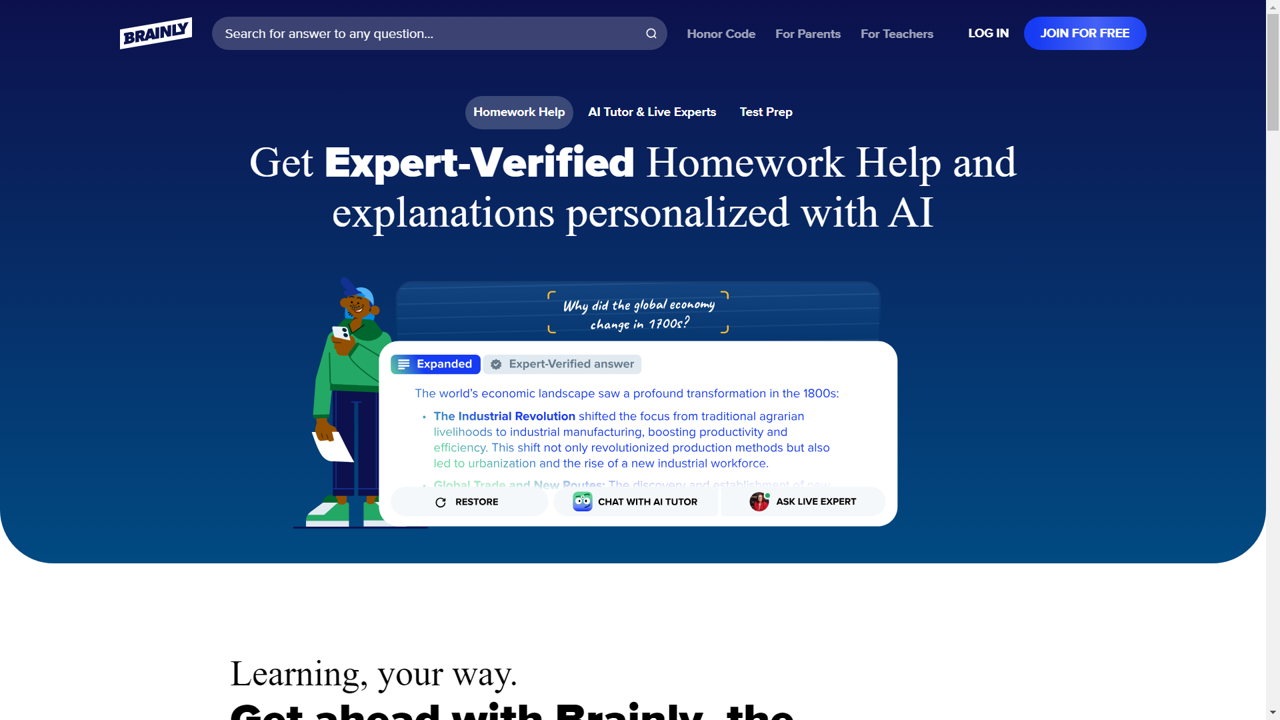 BRAINLY
Search for answer to any question...
Honor Code
For Parents
For Teachers
LOG IN
JOIN FOR FREE
Homework Help
AI Tutor & Live Experts
Test Prep
Get Expert-Verified Homework Help and
explanations personalized with AI
Why did the global economy
change in 1700s?
Expanded
Expert-Verified answer
The world's economic landscape saw a profound transformation in the 1800s:
• The Industrial Revolution shifted the focus from traditional agrarian
livelihoods to industrial manufacturing, boosting productivity and
efficiency. This shift not only revolutionized production methods but also
led to urbanization and the rise of a new industrial workforce.
• Global Trade and New Routes: The discovery and establishment of new
RESTORE
CHAT WITH AI TUTOR
ASK LIVE EXPERT
Learning, your way.
Get ahead with Brainly, the